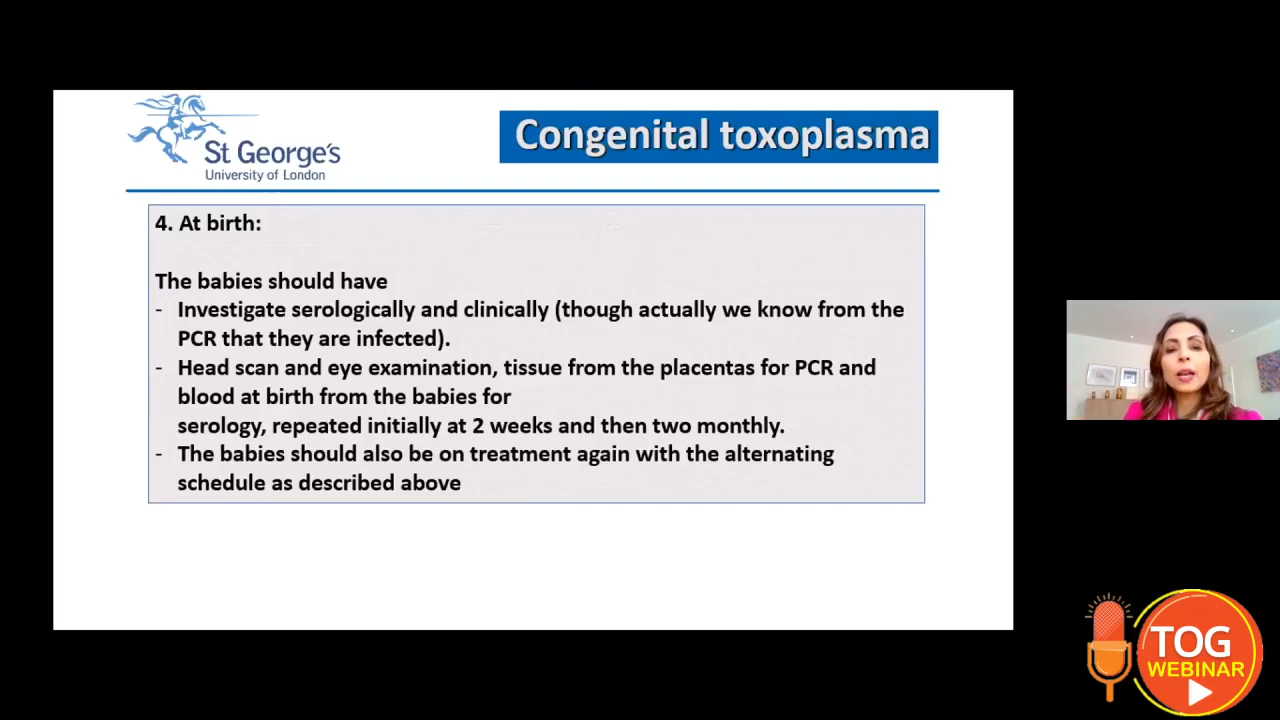 St George's
University of London
Congenital toxoplasma
4. At birth:
The babies should have
- Investigate serologically and clinically (though actually we know from the
PCR that they are infected).
- Head scan and eye examination, tissue from the placentas for PCR and
blood at birth from the babies for
serology, repeated initially at 2 weeks and then two monthly.
- The babies should also be on treatment again with the alternating
schedule as described above
TOG
WEBINAR